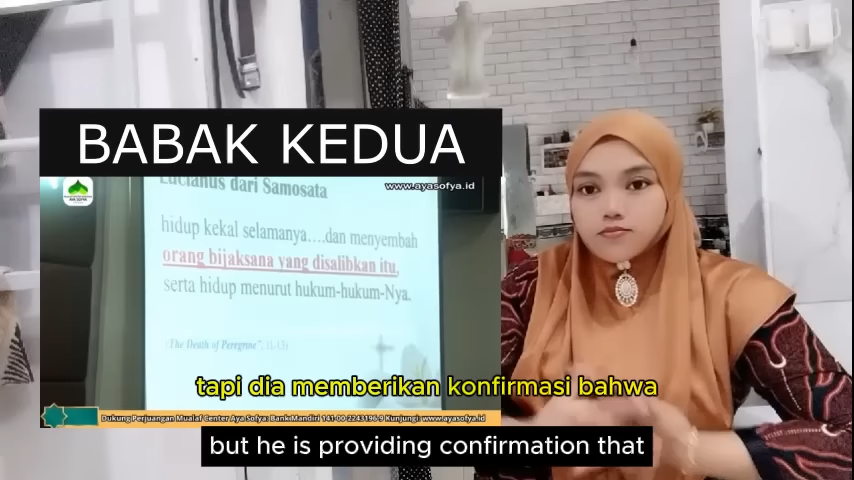 BABAK KEDUA
www.ayasofya.id
Lucianus dari Samosata
hidup kekal selamanya....dan menyembah
orang bijaksana yang disalibkan itu,
serta hidup menurut hukum-hukum-Nya.
(The Death of Peregrine", 11-13)
tapi dia memberikan konfirmasi bahwa
Dukung Perjuangan Mualaf Center Aya Sofya: Bank Mandiri 141-00-2243196-9 Kunjungi: www.ayasofya.id
but he is providing confirmation that